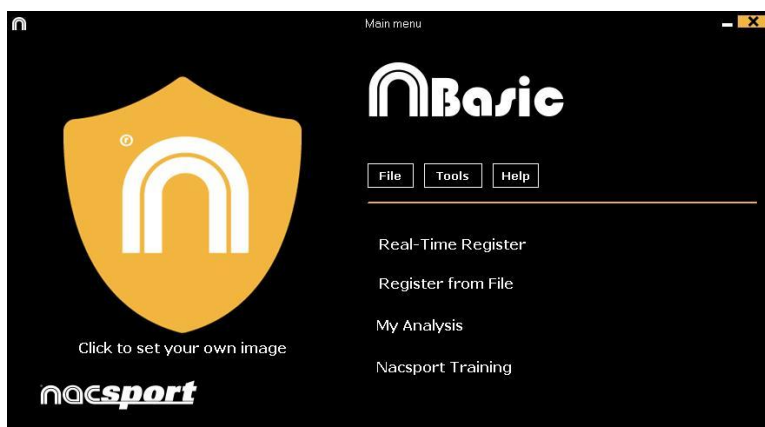 Main menu
Basic
File Tools Help
Real-Time Register
Register from File
My Analysis
Nacsport Training
Click to set your own image
nacsport